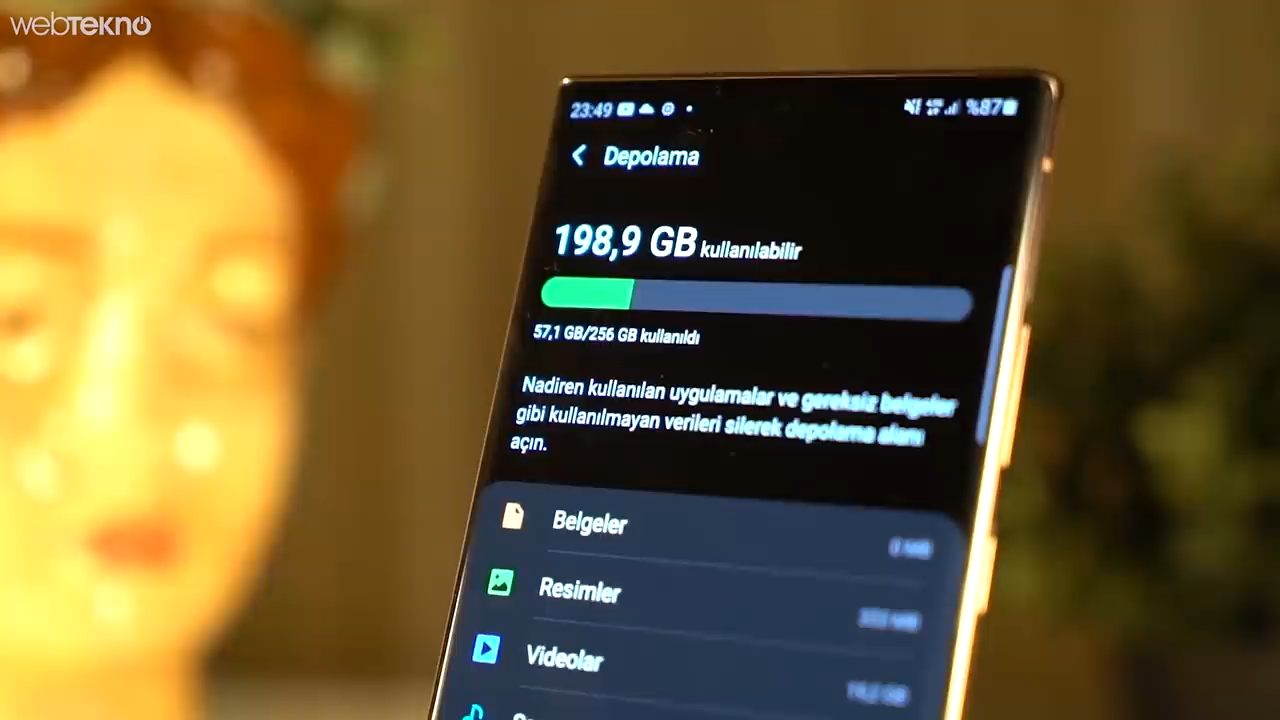 webTEKNO
23:49
%87
Depolama
198,9 GB kullanılabilir
57,1 GB/256 GB kullanıldı
Nadiren kullanılan uygulamalar ve gereksiz belgeler
gibi kullanılmayan verileri silerek depolama alanı
açın.
Belgeler
Resimler
Videolar